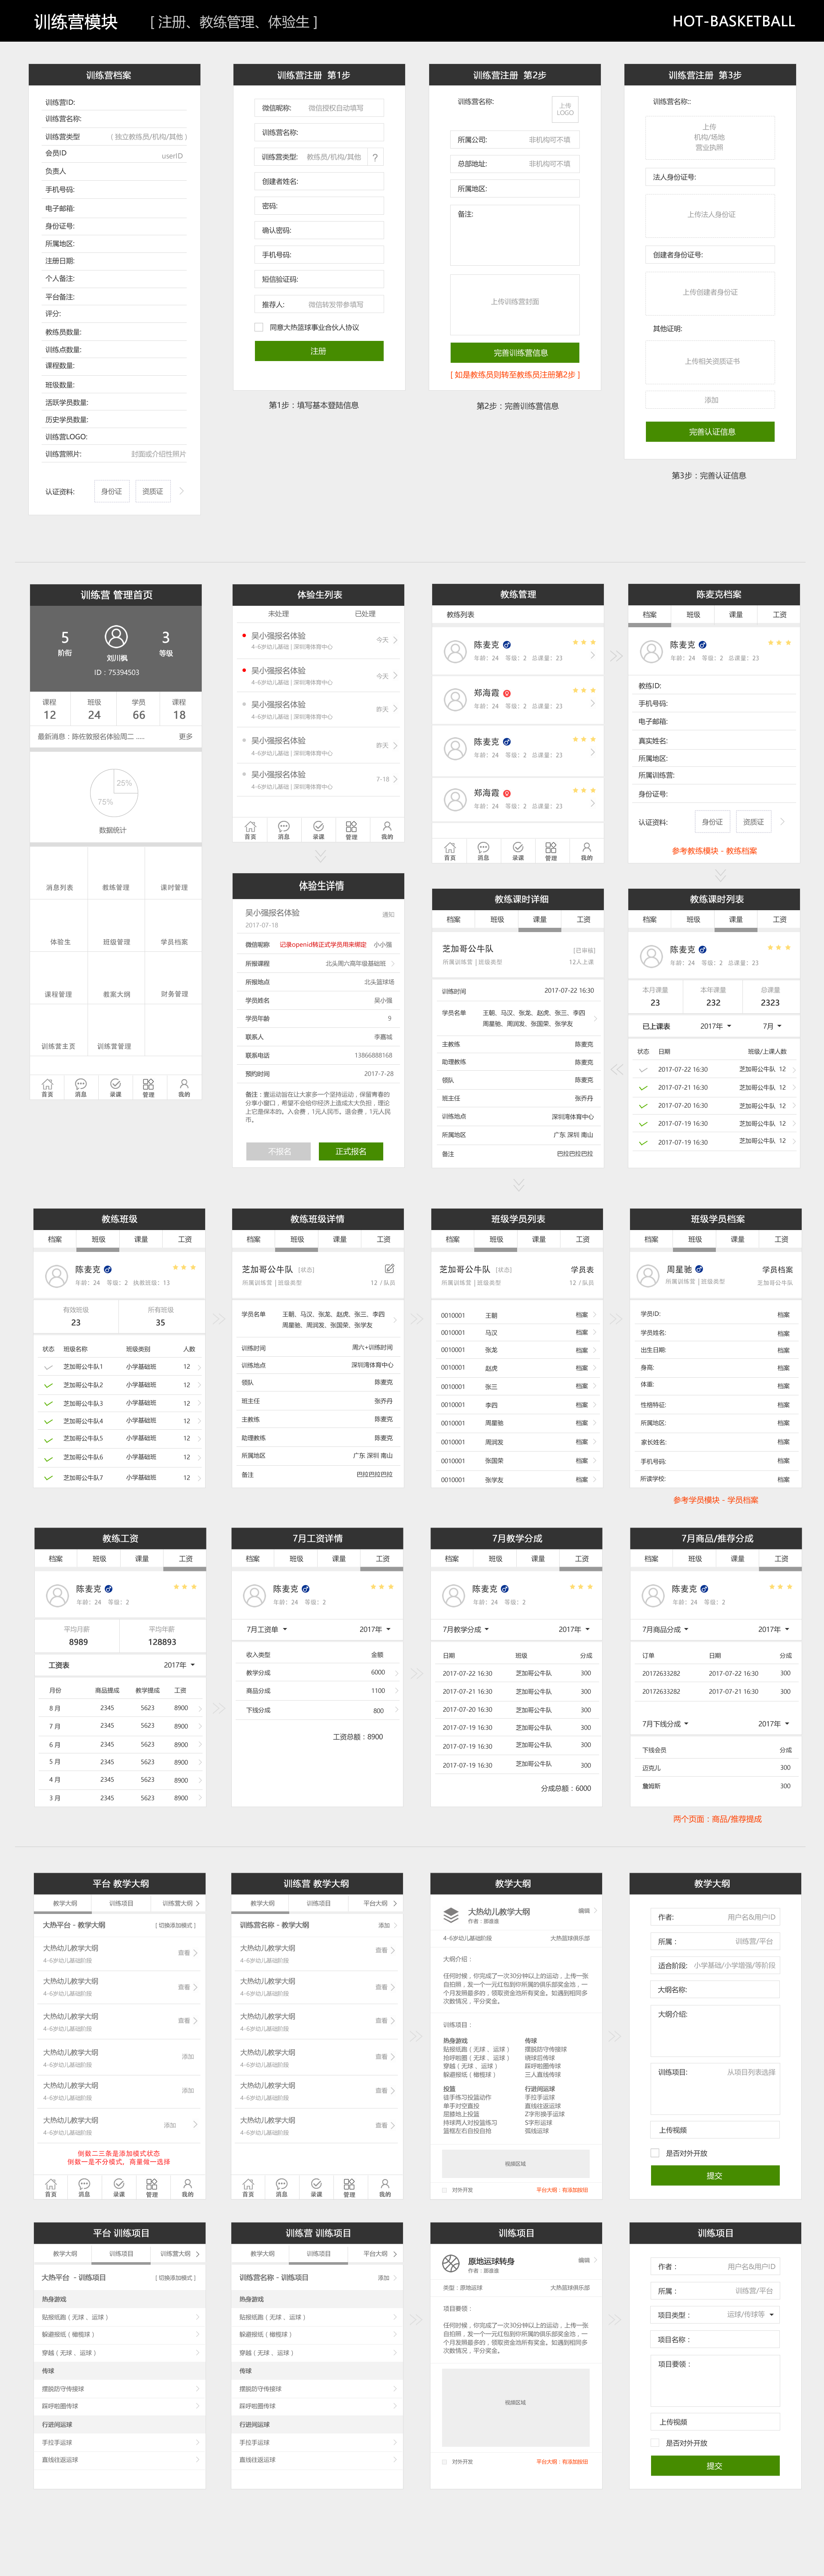 训练营模块 [ 注册、教练管理、体验生 ] HOT-BASKETBALL
训练营档案
训练营ID:
训练营名称:
训练营类型 ( 独立教练员/机构/其他 )
会员ID userID
负责人
手机号码:
电子邮箱:
身份证号:
所属地区:
注册日期:
个人备注:
平台备注:
评分:
教练员数量:
训练点数量:
课程数量:
班级数量:
活跃学员数量:
历史学员数量:
训练营LOGO:
训练营照片: 封面或介绍性照片
认证资料: 身份证 资质证
训练营注册 第1步
微信昵称: 微信授权自动填写
训练营名称:
训练营类型: 教练员/机构/其他 ?
创建者姓名:
密码:
确认密码:
手机号码:
短信验证码:
推荐人: 微信转发带参填写
同意大热篮球事业合伙人协议
注册
第1步：填写基本登陆信息
训练营注册 第2步
训练营名称: 上传
LOGO
所属公司: 非机构可不填
总部地址: 非机构可不填
所属地区:
备注:
上传训练营封面
完善训练营信息
[ 如是教练员则转至教练员注册第2步 ]
第2步：完善训练营信息
训练营注册 第3步
训练营名称::
上传
机构/场地
营业执照
法人身份证号:
上传法人身份证
创建者身份证号:
上传创建者身份证
其他证明:
上传相关资质证书
添加
完善认证信息
第3步：完善认证信息
训练营 管理首页
5 3
阶衔 刘川枫 等级
ID：75394503
课程 班级 学员 课程
12 24 66 18
最新消息：陈佐敦报名体验周二 ..... 更多
25%
75%
数据统计
消息列表 教练管理 课时管理
体验生 班级管理 学员档案
课程管理 教案大纲 财务管理
训练营主页 训练营管理
首页 消息 录课 管理 我的
体验生列表
未处理 已处理
吴小强报名体验 今天
4-6岁幼儿基础 | 深圳湾体育中心
吴小强报名体验 今天
4-6岁幼儿基础 | 深圳湾体育中心
吴小强报名体验 昨天
4-6岁幼儿基础 | 深圳湾体育中心
吴小强报名体验 昨天
4-6岁幼儿基础 | 深圳湾体育中心
吴小强报名体验 7-18
4-6岁幼儿基础 | 深圳湾体育中心
首页 消息 录课 管理 我的
教练管理
教练列表
陈麦克
年龄：24 等级：2 总课量：23
郑海霞
年龄：24 等级：2 总课量：23
陈麦克
年龄：24 等级：2 总课量：23
郑海霞
年龄：24 等级：2 总课量：23
首页 消息 录课 管理 我的
陈麦克档案
档案 班级 课量 工资
陈麦克
年龄：24 等级：2 总课量：23
教练ID:
手机号码:
电子邮箱:
真实姓名:
所属地区:
所属训练营:
身份证号:
认证资料: 身份证 资质证
参考教练模块 - 教练档案
体验生详情
吴小强报名体验 通知
2017-07-18
微信昵称 记录openid转正式学员用来绑定 小小强
所报课程 北头周六高年级基础班
所报地点 北头篮球场
学员姓名 吴小强
学员年龄 9
联系人 李嘉城
联系电话 13866888168
预约时间 2017-7-28
备注：壹运动旨在让大家多一个坚持运动，保留青春的
分享小窗口，希望不会给你经济上造成太大负担，理论
上它是保本的。入会费，1元人民币。退会费，1元人民
币。
不报名 正式报名
教练课时详细
档案 班级 课量 工资
芝加哥公牛队 [已审核]
所属训练营 | 班级类型 12人上课
训练时间 2017-07-22 16:30
学员名单 王朝、马汉、张龙、赵虎、张三、李四
周星驰、周润发、张国荣、张学友
主教练 陈麦克
助理教练 陈麦克
领队 陈麦克
班主任 张乔丹
训练地点 深圳湾体育中心
所属地区 广东 深圳 南山
备注 巴拉巴拉巴拉
教练课时列表
档案 班级 课量 工资
陈麦克
年龄：24 等级：2 总课量：23
本月课量 本年课量 总课量
23 232 2323
已上课表 2017年 7月
状态 日期 班级/上课人数
2017-07-22 16:30 芝加哥公牛队 12
2017-07-21 16:30 芝加哥公牛队 12
2017-07-20 16:30 芝加哥公牛队 12
2017-07-19 16:30 芝加哥公牛队 12
2017-07-19 16:30 芝加哥公牛队 12
教练班级
档案 班级 课量 工资
陈麦克
年龄：24 等级：2 执教班级：13
有效班级 所有班级
23 35
状态 班级名称 班级类别 人数
芝加哥公牛队1 小学基础班 12
芝加哥公牛队2 小学基础班 12
芝加哥公牛队3 小学基础班 12
芝加哥公牛队4 小学基础班 12
芝加哥公牛队5 小学基础班 12
芝加哥公牛队6 小学基础班 12
芝加哥公牛队7 小学基础班 12
教练班级详情
档案 班级 课量 工资
芝加哥公牛队 [状态]
所属训练营 | 班级类型 12 / 队员
学员名单 王朝、马汉、张龙、赵虎、张三、李四
周星驰、周润发、张国荣、张学友
训练时间 周六+训练时间
训练地点 深圳湾体育中心
领队 陈麦克
班主任 张乔丹
主教练 陈麦克
助理教练 陈麦克
所属地区 广东 深圳 南山
备注 巴拉巴拉巴拉
班级学员列表
档案 班级 课量 工资
芝加哥公牛队 [状态] 学员表
所属训练营 | 班级类型 12 / 队员
0010001 王朝 档案
0010001 马汉 档案
0010001 张龙 档案
0010001 赵虎 档案
0010001 张三 档案
0010001 李四 档案
0010001 周星驰 档案
0010001 周润发 档案
0010001 张国荣 档案
0010001 张学友 档案
班级学员档案
档案 班级 课量 工资
周星驰 学员档案
所属训练营 | 班级类型 芝加哥公牛队
学员ID: 档案
学员姓名: 档案
出生日期: 档案
身高: 档案
体重: 档案
性格特征: 档案
所属地区: 档案
家长姓名: 档案
手机号码: 档案
所读学校: 档案
参考学员模块 - 学员档案
教练工资
档案 班级 课量 工资
陈麦克
年龄：24 等级：2
平均月薪 平均年薪
8989 128893
工资表 2017年
月份 商品提成 教学提成 工资
8 月 2345 5623 8900
7 月 2345 5623 8900
6 月 2345 5623 8900
5 月 2345 5623 8900
4 月 2345 5623 8900
3 月 2345 5623 8900
7月工资详情
档案 班级 课量 工资
陈麦克
年龄：24 等级：2
7月工资单 2017年
收入类型 金额
教学分成 6000
商品分成 1100
下线分成 800
工资总额：8900
7月教学分成
档案 班级 课量 工资
陈麦克
年龄：24 等级：2
7月教学分成 2017年
日期 班级 分成
2017-07-22 16:30 芝加哥公牛队 300
2017-07-21 16:30 芝加哥公牛队 300
2017-07-20 16:30 芝加哥公牛队 300
2017-07-19 16:30 芝加哥公牛队 300
2017-07-19 16:30 芝加哥公牛队 300
2017-07-19 16:30 芝加哥公牛队 300
分成总额：6000
7月商品/推荐分成
档案 班级 课量 工资
陈麦克
年龄：24 等级：2
7月商品分成 2017年
订单 日期 分成
20172633282 2017-07-22 16:30 300
20172633282 2017-07-21 16:30 300
7月下线分成 2017年
下线会员 分成
迈克儿 300
詹姆斯 300
两个页面：商品/推荐提成
平台 教学大纲
教学大纲 训练项目 训练营大纲
大热平台 - 教学大纲 [ 切换添加模式 ]
大热幼儿教学大纲 查看
4-6岁幼儿基础阶段
大热幼儿教学大纲 查看
4-6岁幼儿基础阶段
大热幼儿教学大纲 查看
4-6岁幼儿基础阶段
大热幼儿教学大纲 添加
4-6岁幼儿基础阶段
大热幼儿教学大纲 添加
4-6岁幼儿基础阶段
大热幼儿教学大纲 添加
4-6岁幼儿基础阶段
倒数二三条是添加模式状态
倒数一是不分模式，商量做一选择
首页 消息 录课 管理 我的
训练营 教学大纲
教学大纲 训练项目 平台大纲
训练营名称 - 教学大纲 添加
大热幼儿教学大纲 查看
4-6岁幼儿基础阶段
大热幼儿教学大纲 查看
4-6岁幼儿基础阶段
大热幼儿教学大纲 查看
4-6岁幼儿基础阶段
大热幼儿教学大纲 查看
4-6岁幼儿基础阶段
大热幼儿教学大纲 查看
4-6岁幼儿基础阶段
大热幼儿教学大纲 查看
4-6岁幼儿基础阶段
首页 消息 录课 管理 我的
教学大纲
大热幼儿教学大纲 编辑
4-6岁幼儿基础阶段 大热篮球俱乐部
大纲介绍：
任何时候，你完成了一次30分钟以上的运动，上传一张
自拍照，发一个一元红包到你所属的俱乐部奖金池，一
个月发照最多的，领取资金池所有奖金。如遇到相同多
次数情况，平分奖金。
训练项目：
热身游戏 传球
贴报纸跑（无球 、运球） 摆脱防守传接球
抢呼啦圈（无球 、运球） 绕球后传球
穿越（无球 、运球） 踩呼啦圈传球
躲避报纸（橄榄球） 三人直线传球
投篮 行进间运球
徒手练习投篮动作 手拉手运球
单手对空直投 直线往返运球
屈膝地上投篮 Z字形换手运球
持球两人对投篮练习 S字形运球
篮框左右自投自抢 弧线运球
视频区域
对外开发
教学大纲
作者: 用户名&用户ID
所属： 训练营/平台
适合阶段: 小学基础/小学增强/等阶段
大纲名称:
大纲介绍:
训练项目: 从项目列表选择
上传视频
是否对外开放
提交
平台 训练项目
教学大纲 训练项目 训练营大纲
大热平台 - 训练项目 [ 切换添加模式 ]
热身游戏
贴报纸跑（无球 、运球）
躲避报纸（橄榄球）
穿越（无球 、运球）
传球
摆脱防守传接球
踩呼啦圈传球
行进间运球
手拉手运球
直线往返运球
训练营 训练项目
教学大纲 训练项目 平台大纲
训练营名称 - 训练项目 添加
热身游戏
贴报纸跑（无球 、运球）
躲避报纸（橄榄球）
穿越（无球 、运球）
传球
摆脱防守传接球
踩呼啦圈传球
行进间运球
手拉手运球
直线往返运球
训练项目
原地运球转身 编辑
类型：原地运球 大热篮球俱乐部
项目要领：
任何时候，你完成了一次30分钟以上的运动，上传一张
自拍照，发一个一元红包到你所属的俱乐部奖金池，一
个月发照最多的，领取资金池所有奖金。如遇到相同多
次数情况，平分奖金。
视频区域
对外开发
训练项目
作者： 用户名&用户ID
所属： 训练营/平台
项目类型： 运球/传球等
项目名称：
项目要领：
上传视频
是否对外开放
提交